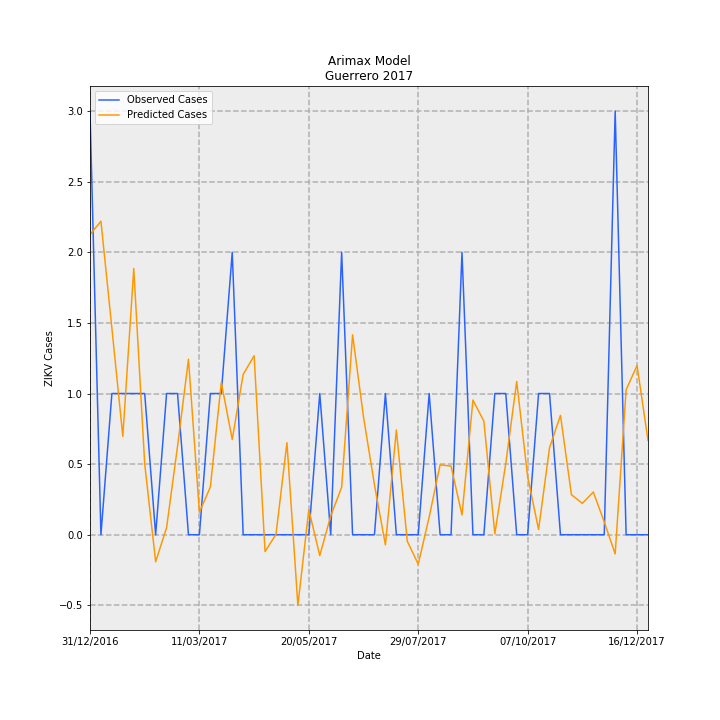 Arimax Model
Guerrero 2017
Observed Cases
Predicted Cases
3.0
2.5
2.0
1.5
1.0
0.5
0.0
−0.5
ZIKV Cases
31/12/2016 11/03/2017 20/05/2017 29/07/2017 07/10/2017 16/12/2017
Date